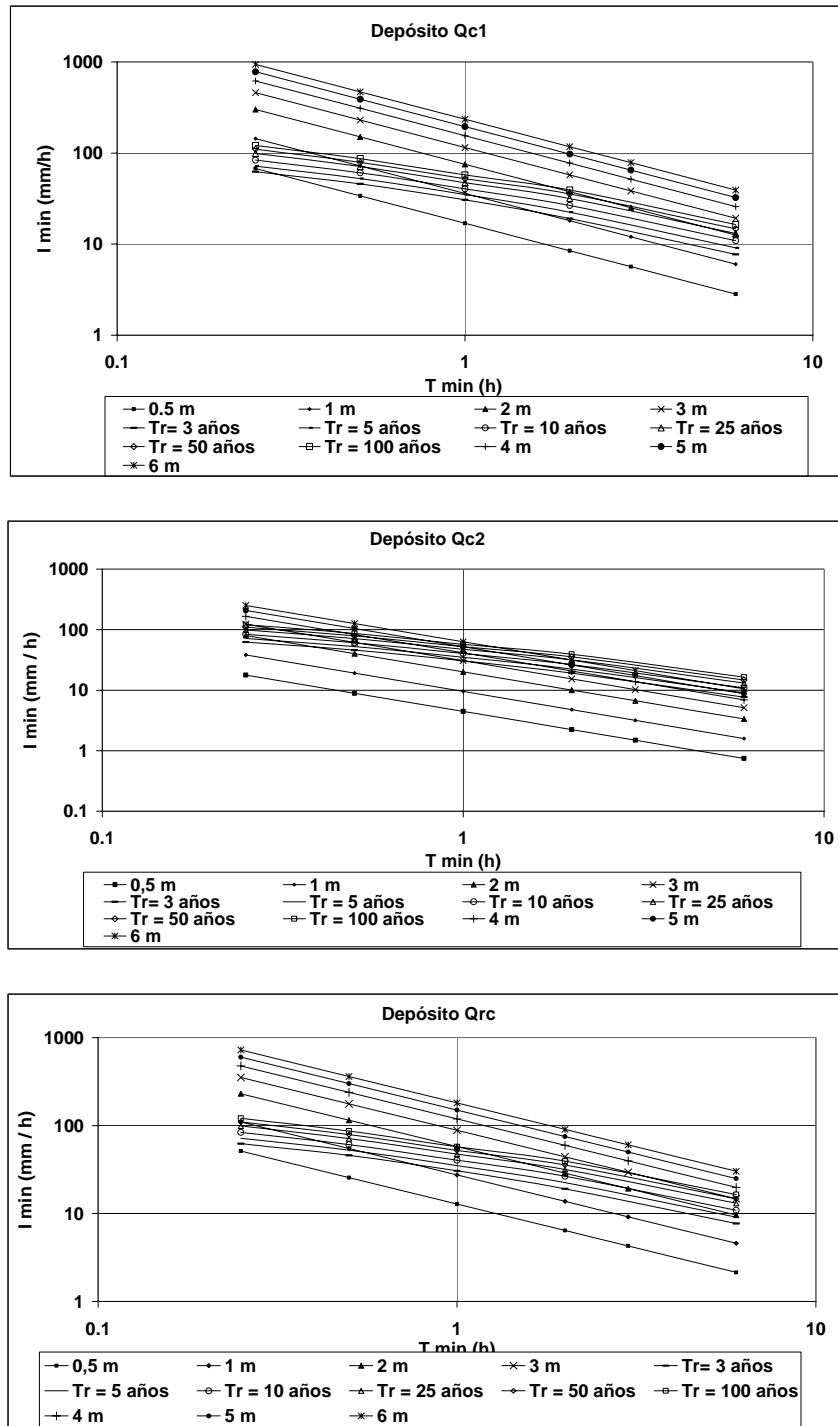 Depósito Qc1
1000
100
10
1
0.1 1 10
I min (mm/h)
T min (h)
0.5 m 1 m 2 m 3 m
Tr= 3 años Tr = 5 años Tr = 10 años Tr = 25 años
Tr = 50 años Tr = 100 años 4 m 5 m
6 m
Depósito Qc2
1000
100
10
1
0.1
0.1 1 10
I min (mm / h)
T min (h)
0,5 m 1 m 2 m 3 m
Tr= 3 años Tr = 5 años Tr = 10 años Tr = 25 años
Tr = 50 años Tr = 100 años 4 m 5 m
6 m
Depósito Qrc
1000
100
10
1
0.1 1 10
I min (mm / h)
T min (h)
0,5 m 1 m 2 m 3 m Tr= 3 años
Tr = 5 años Tr = 10 años Tr = 25 años Tr = 50 años Tr = 100 años
4 m 5 m 6 m